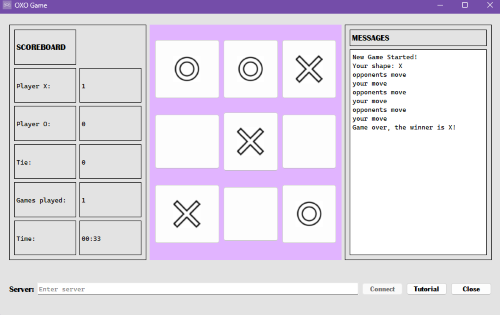 OXO Game
SCOREBOARD
Player X: 1
Player O: 0
Tie: 0
Games played: 1
Time: 00:33
O O X
X
X O
MESSAGES
New Game Started!
Your shape: X
opponents move
your move
opponents move
your move
opponents move
your move
Game over, the winner is X!
Server: Enter server Connect Tutorial Close